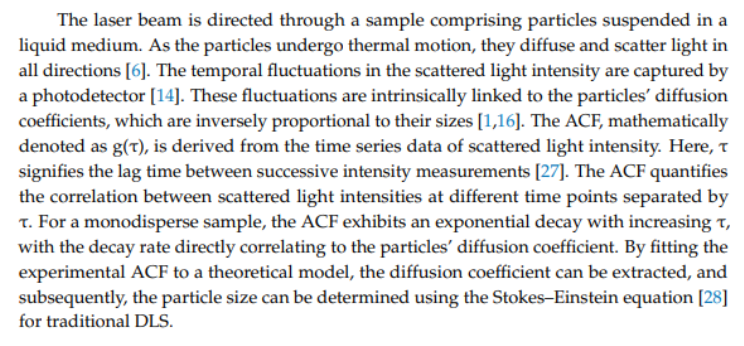 The laser beam is directed through a sample comprising particles suspended in a
liquid medium. As the particles undergo thermal motion, they diffuse and scatter light in
all directions [6]. The temporal fluctuations in the scattered light intensity are captured by
a photodetector [14]. These fluctuations are intrinsically linked to the particles’ diffusion
coefficients, which are inversely proportional to their sizes [1,16]. The ACF, mathematically
denoted as g(τ), is derived from the time series data of scattered light intensity. Here, τ
signifies the lag time between successive intensity measurements [27]. The ACF quantifies
the correlation between scattered light intensities at different time points separated by
τ. For a monodisperse sample, the ACF exhibits an exponential decay with increasing τ,
with the decay rate directly correlating to the particles’ diffusion coefficient. By fitting the
experimental ACF to a theoretical model, the diffusion coefficient can be extracted, and
subsequently, the particle size can be determined using the Stokes–Einstein equation [28]
for traditional DLS.